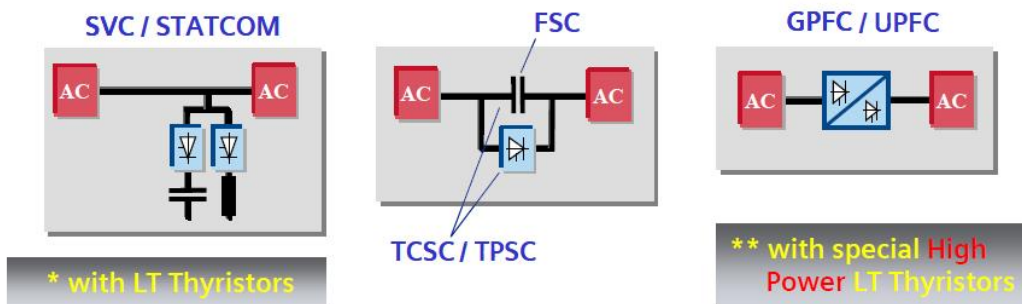 SVC / STATCOM
FSC
GPFC / UPFC
AC
AC
AC
AC
AC
AC
TCSC / TPSC
* with LT Thyristors
** with special High
Power LT Thyristors